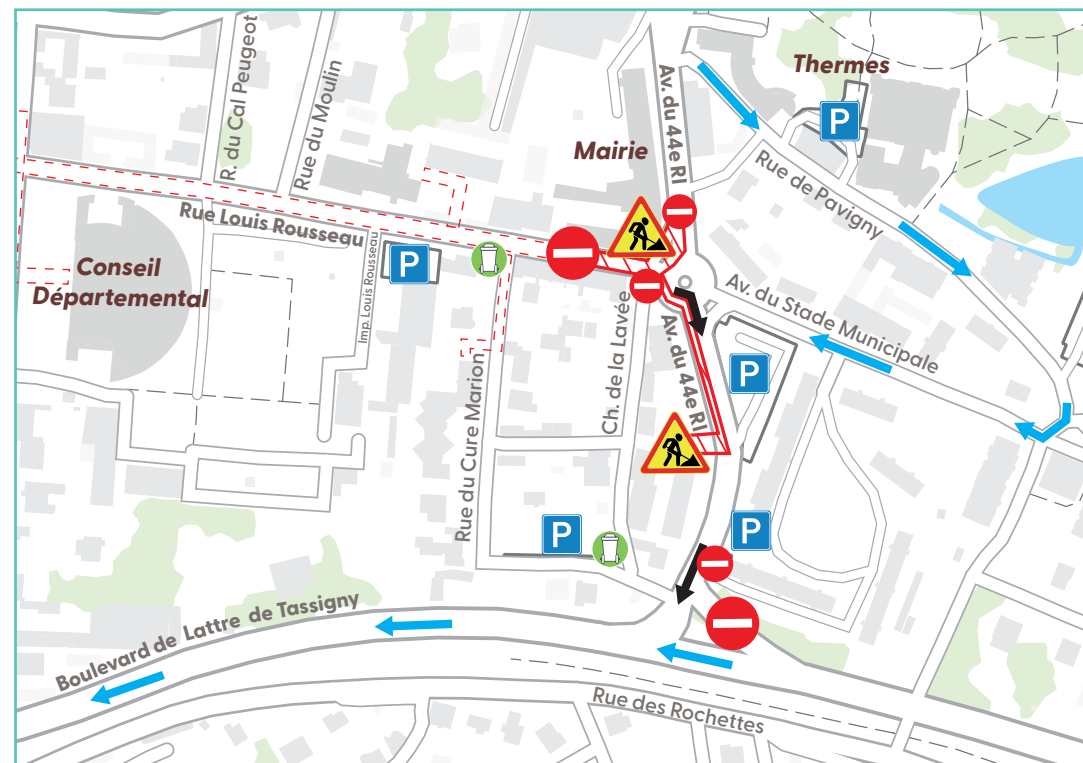 R. du Cal Peugeot
Rue du Moulin
Av. du 44e RI
Thermes
P
Mairie
Rue de Pavigny
Rue Louis Rousseau
Conseil
Départemental
Imp. Louis Rousseau
P
Av. du Stade Municipale
Ch. de la Lavée
Av. du 44e RI
P
Rue du Cure Marion
P
P
Boulevard de Lattre de Tassigny
Rue des Rochettes